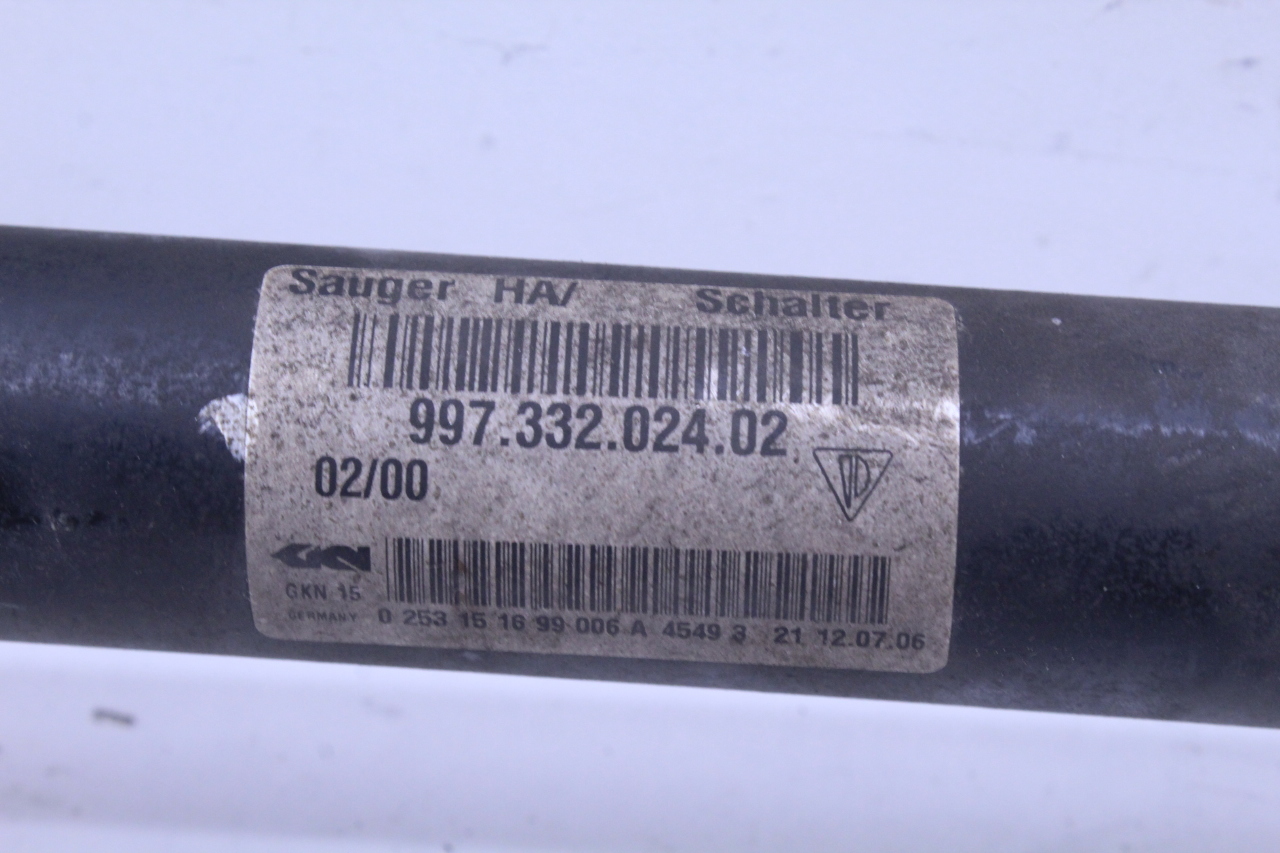 Sauger HA/ Schalter
997.332.024.02
02/00
GKN
GKN 15
GERMANY
0 253 15 16 99 006 A 4549 3 21 12.07.06